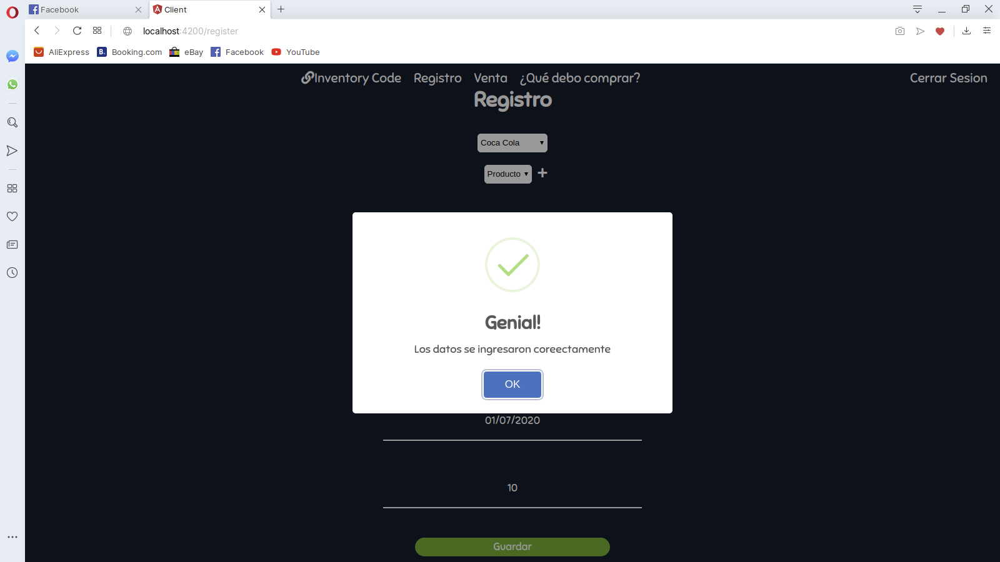 Facebook
Client
localhost:4200/register
AliExpress
Booking.com
eBay
Facebook
YouTube
Inventory Code
Registro
Venta
¿Qué debo comprar?
Cerrar Sesion
Registro
Coca Cola
Producto
Genial!
Los datos se ingresaron coreectamente
OK
01/07/2020
10
Guardar